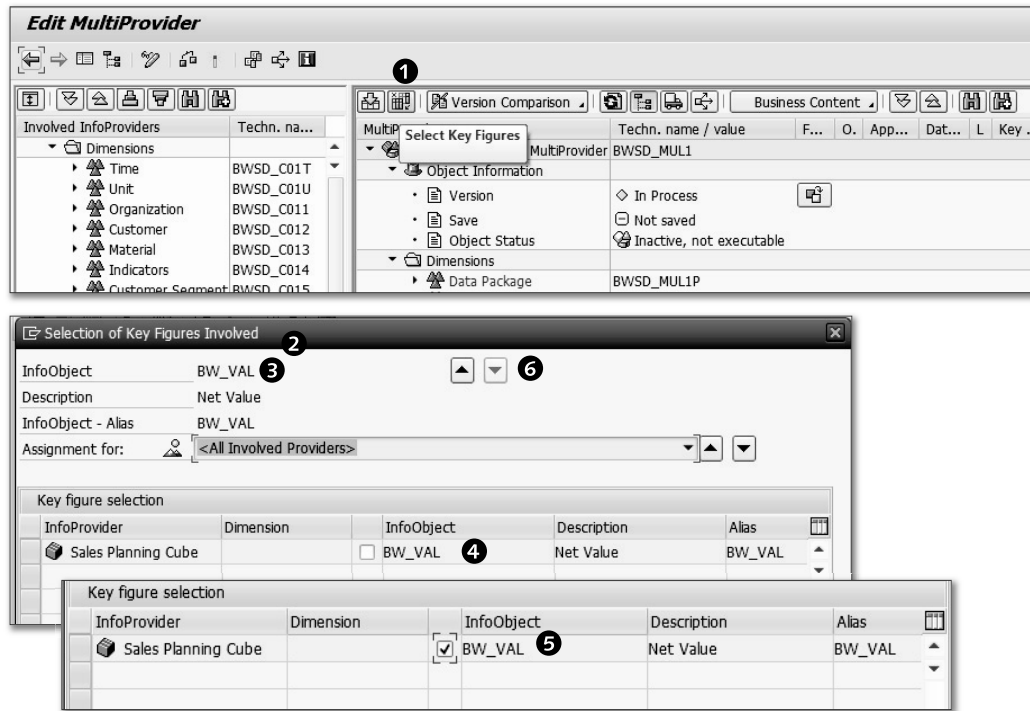 Edit MultiProvider
1
Version Comparison Business Content
Involved InfoProviders Techn. na... MultiP Techn. name / value F... O. App... Dat... L Key .
Select Key Figures
Dimensions MultiProvider BWSD_MUL1
Time BWSD_C01T Object Information
Unit BWSD_C01U Version In Process
Organization BWSD_C011
Customer BWSD_C012 Save Not saved
Material BWSD_C013 Object Status Inactive, not executable
Indicators BWSD_C014 Dimensions
Customer Segment BWSD_C015 Data Package BWSD_MUL1P
Selection of Key Figures Involved 2
InfoObject BW_VAL 3 6
Description Net Value
InfoObject - Alias BW_VAL
Assignment for: <All Involved Providers>
Key figure selection
InfoProvider Dimension InfoObject Description Alias
Sales Planning Cube BW_VAL 4 Net Value BW_VAL
Key figure selection
InfoProvider Dimension InfoObject Description Alias
Sales Planning Cube BW_VAL 5 Net Value BW_VAL